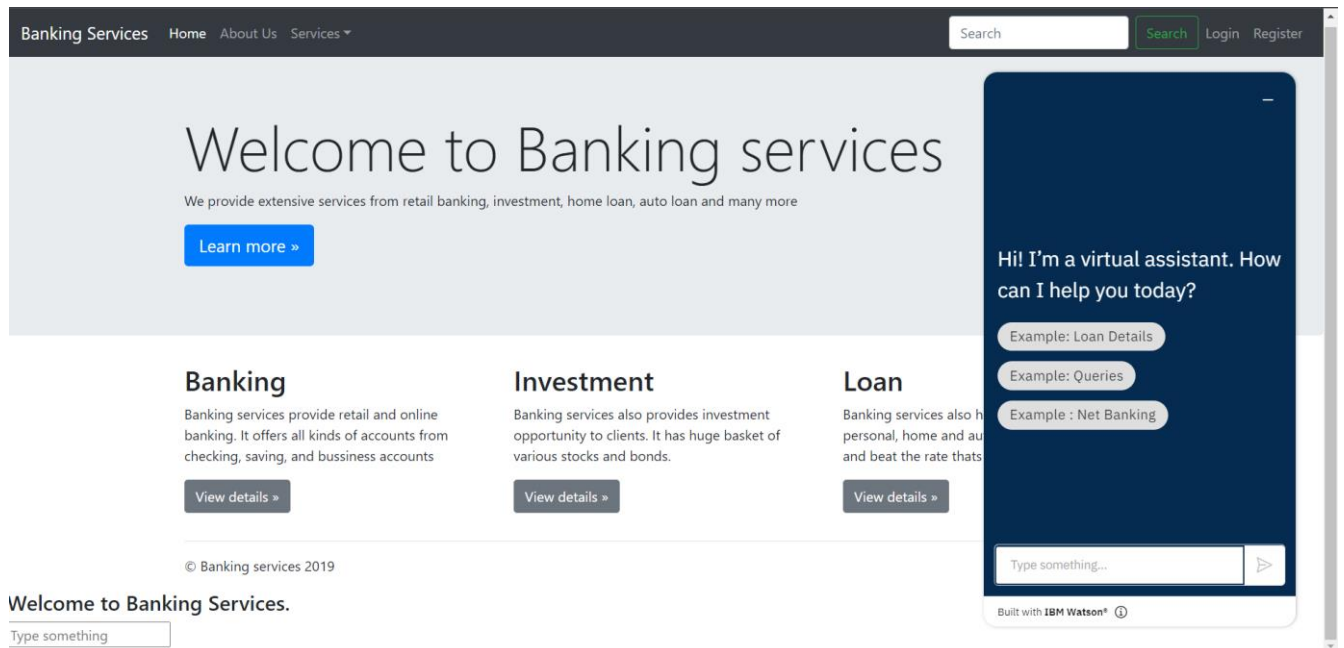 Banking Services Home About Us Services
Search
Search
Login Register
Welcome to Banking services
We provide extensive services from retail banking, investment, home loan, auto loan and many more
Learn more »
Banking
Banking services provide retail and online
banking. It offers all kinds of accounts from
checking, saving, and bussiness accounts
View details »
Investment
Banking services also provides investment
opportunity to clients. It has huge basket of
various stocks and bonds.
View details »
Loan
Banking services also h
personal, home and au
and beat the rate thats
View details »
© Banking services 2019
Welcome to Banking Services.
Type something
Hi! I'm a virtual assistant. How
can I help you today?
Example: Loan Details
Example: Queries
Example : Net Banking
Type something...
Built with IBM Watson®